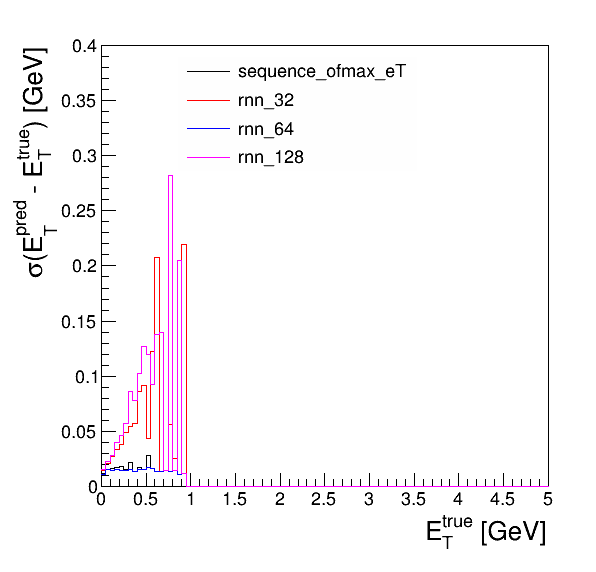 σ(E_T^pred - E_T^true) [GeV]
0.4
0.35
0.3
0.25
0.2
0.15
0.1
0.05
0
sequence_ofmax_eT
rnn_32
rnn_64
rnn_128
0 0.5 1 1.5 2 2.5 3 3.5 4 4.5 5
E_T^true [GeV]